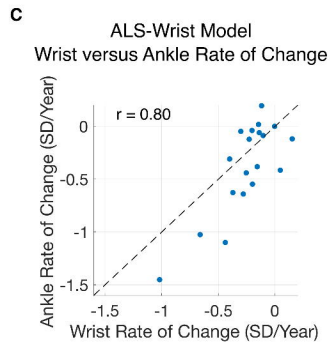 C
ALS-Wrist Model
Wrist versus Ankle Rate of Change
r = 0.80
Ankle Rate of Change (SD/Year)
0
-0.5
-1
-1.5
-1.5 -1 -0.5 0
Wrist Rate of Change (SD/Year)